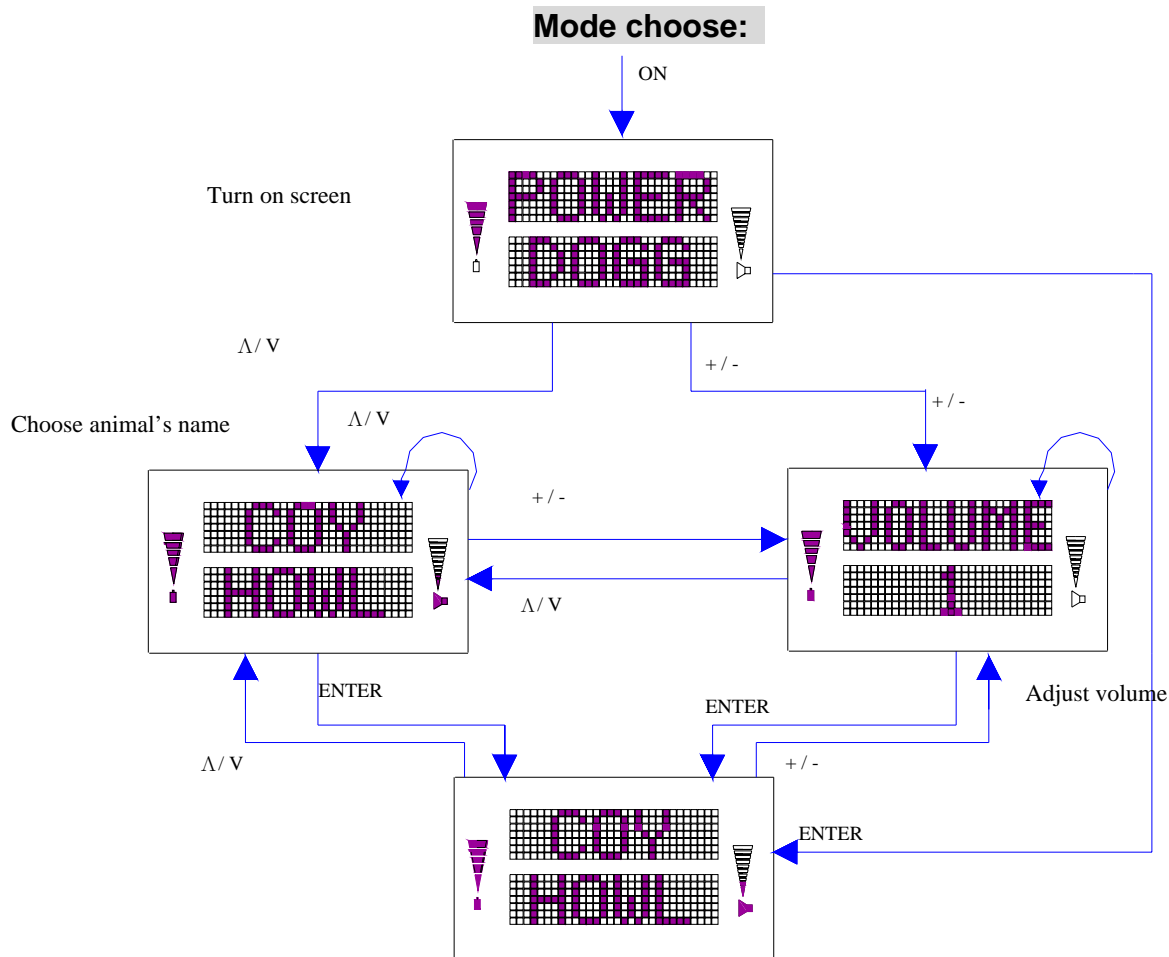 Mode choose:
ON
POWER
DOGG
Turn on screen
Λ / V
+ / -
Λ / V
+ / -
Choose animal’s name
COY
HOWL
+ / -
Λ / V
VOLUME
1
ENTER
ENTER
Adjust volume
Λ / V
+ / -
COY
HOWL
ENTER